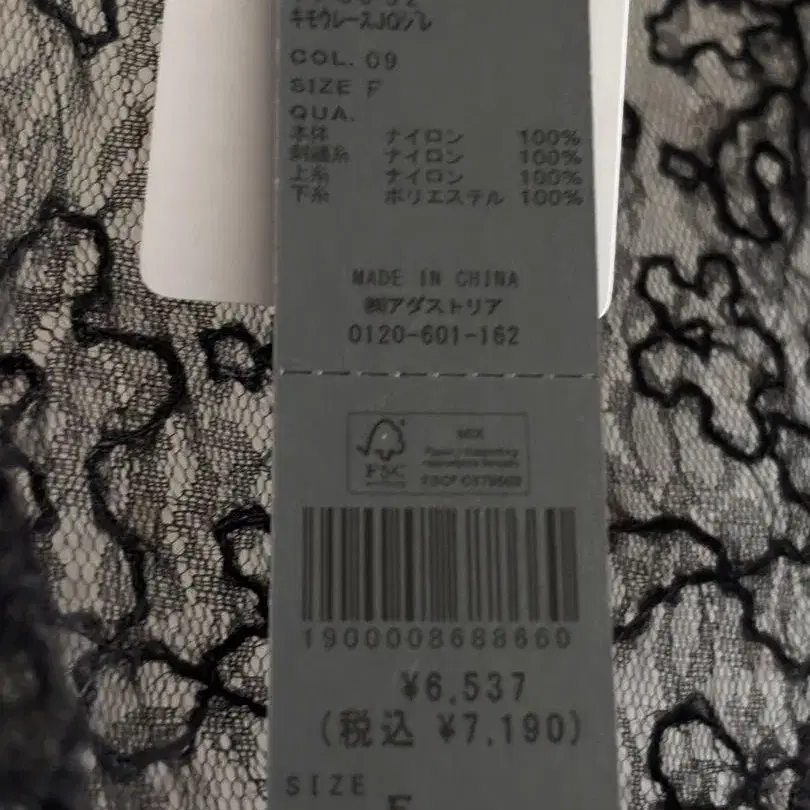 キモウレースJQジレ
COL. 09
SIZE F
QUA.
本体 ナイロン 100%
刺繍糸 ナイロン 100%
上糸 ナイロン 100%
下糸 ポリエステル 100%
MADE IN CHINA
㈱アダストリア
0120-601-162
FSC
MIX
1900008688660
¥6,537
(税込 ¥7,190)
SIZE
F